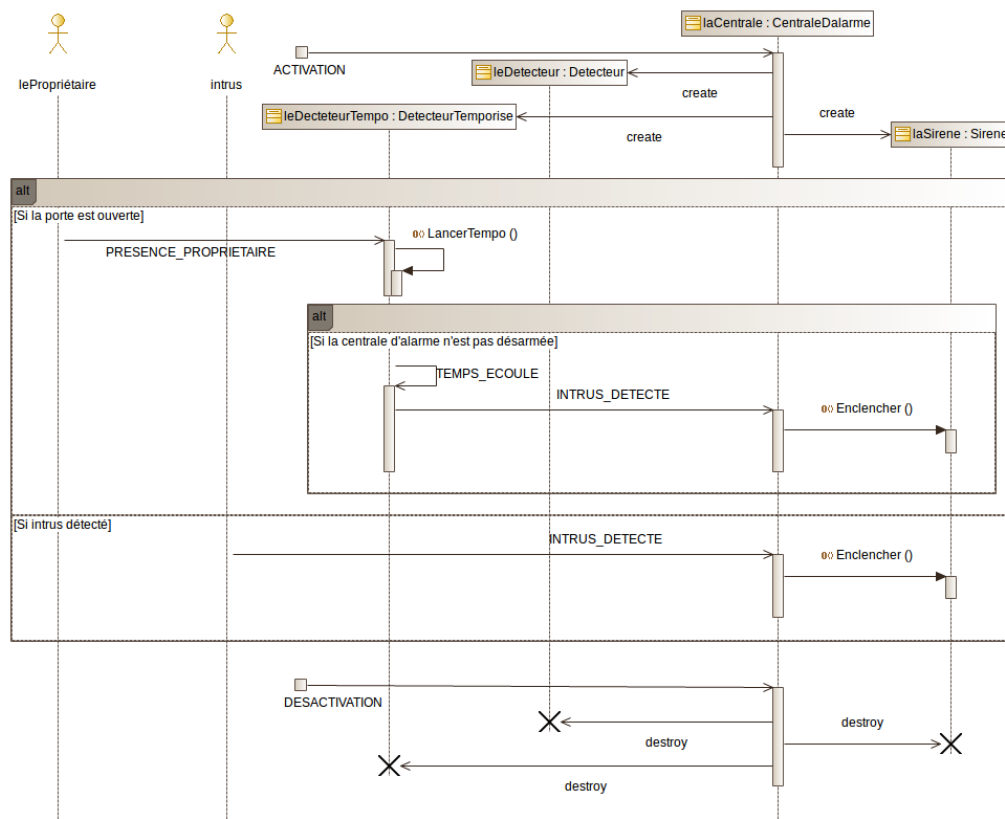 laCentrale : CentraleDalarme
ACTIVATION
leDetecteur : Detecteur
lePropriétaire
intrus
create
create
leDecteteurTempo : DetecteurTemporise
create
laSirene : Sirene
alt
[Si la porte est ouverte]
LancerTempo ()
PRESENCE_PROPRIETAIRE
alt
[Si la centrale d'alarme n'est pas désarmée]
TEMPS_ECOULE
INTRUS_DETECTE
Enclencher ()
[Si intrus détecté]
INTRUS_DETECTE
Enclencher ()
DESACTIVATION
destroy
destroy
destroy